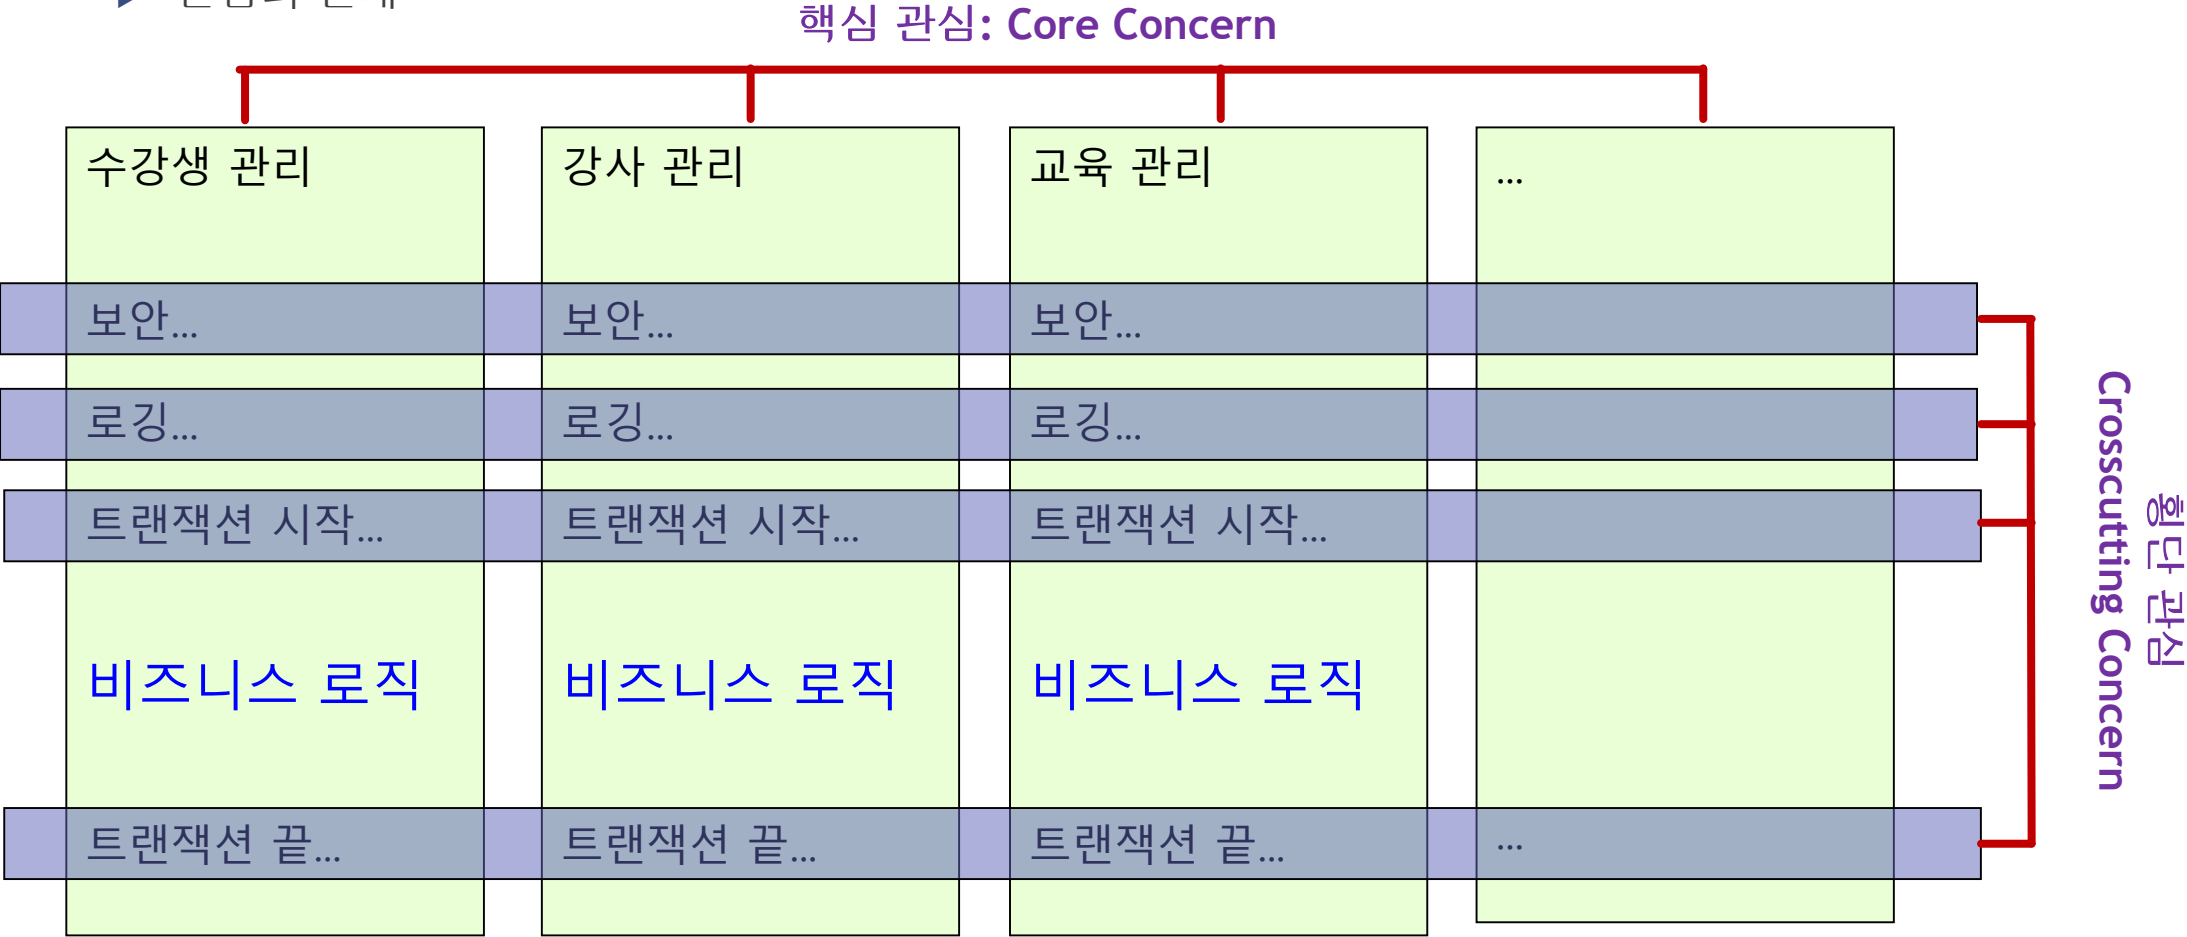 핵심 관심: Core Concern
수강생 관리
강사 관리
교육 관리
...
보안...
보안...
보안...
로깅...
로깅...
로깅...
트랜잭션 시작...
트랜잭션 시작...
트랜잭션 시작...
비즈니스 로직
비즈니스 로직
비즈니스 로직
트랜잭션 끝...
트랜잭션 끝...
트랜잭션 끝...
...
횡단 관심
Crosscutting Concern